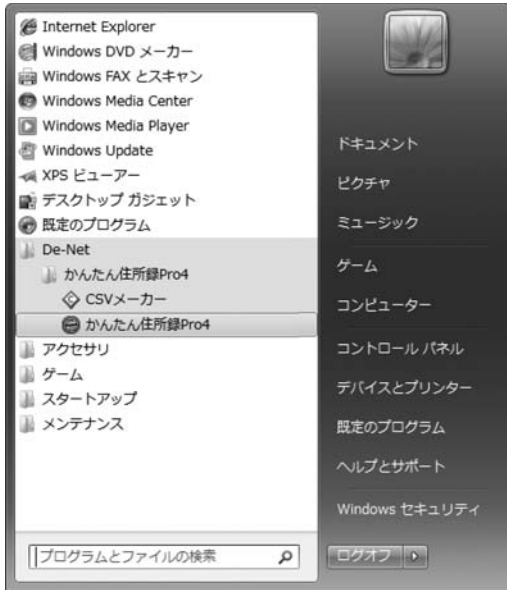 Internet Explorer
Windows DVD メーカー
Windows FAX とスキャン
Windows Media Center
Windows Media Player
Windows Update
XPS ビューアー
デスクトップ ガジェット
既定のプログラム
De-Net
かんたん住所録Pro4
CSVメーカー
かんたん住所録Pro4
アクセサリ
ゲーム
スタートアップ
メンテナンス
プログラムとファイルの検索
ドキュメント
ピクチャ
ミュージック
ゲーム
コンピューター
コントロール パネル
デバイスとプリンター
既定のプログラム
ヘルプとサポート
Windows セキュリティ
ログオフ